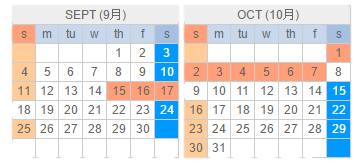 SEPT (9月)
s m tu w th f s
1 2 3
4 5 6 7 8 9 10
11 12 13 14 15 16 17
18 19 20 21 22 23 24
25 26 27 28 29 30
OCT (10月)
s m tu w th f s
1
2 3 4 5 6 7 8
9 10 11 12 13 14 15
16 17 18 19 20 21 22
23 24 25 26 27 28 29
30 31